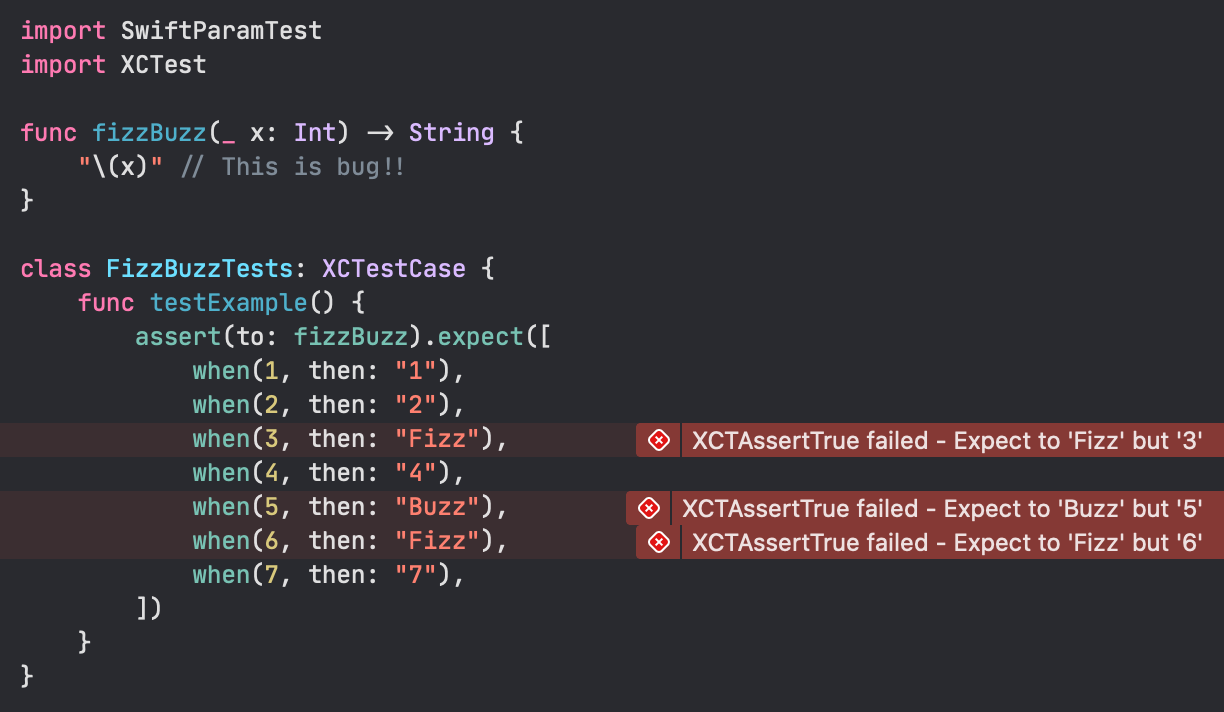 import SwiftParamTest
import XCTest
func fizzBuzz(_ x: Int) -> String {
    "\(x)" // This is bug!!
}
class FizzBuzzTests: XCTestCase {
    func testExample() {
        assert(to: fizzBuzz).expect([
            when(1, then: "1"),
            when(2, then: "2"),
            when(3, then: "Fizz"), XCTAssertTrue failed - Expect to 'Fizz' but '3'
            when(4, then: "4"),
            when(5, then: "Buzz"), XCTAssertTrue failed - Expect to 'Buzz' but '5'
            when(6, then: "Fizz"), XCTAssertTrue failed - Expect to 'Fizz' but '6'
            when(7, then: "7"),
        ])
    }
}